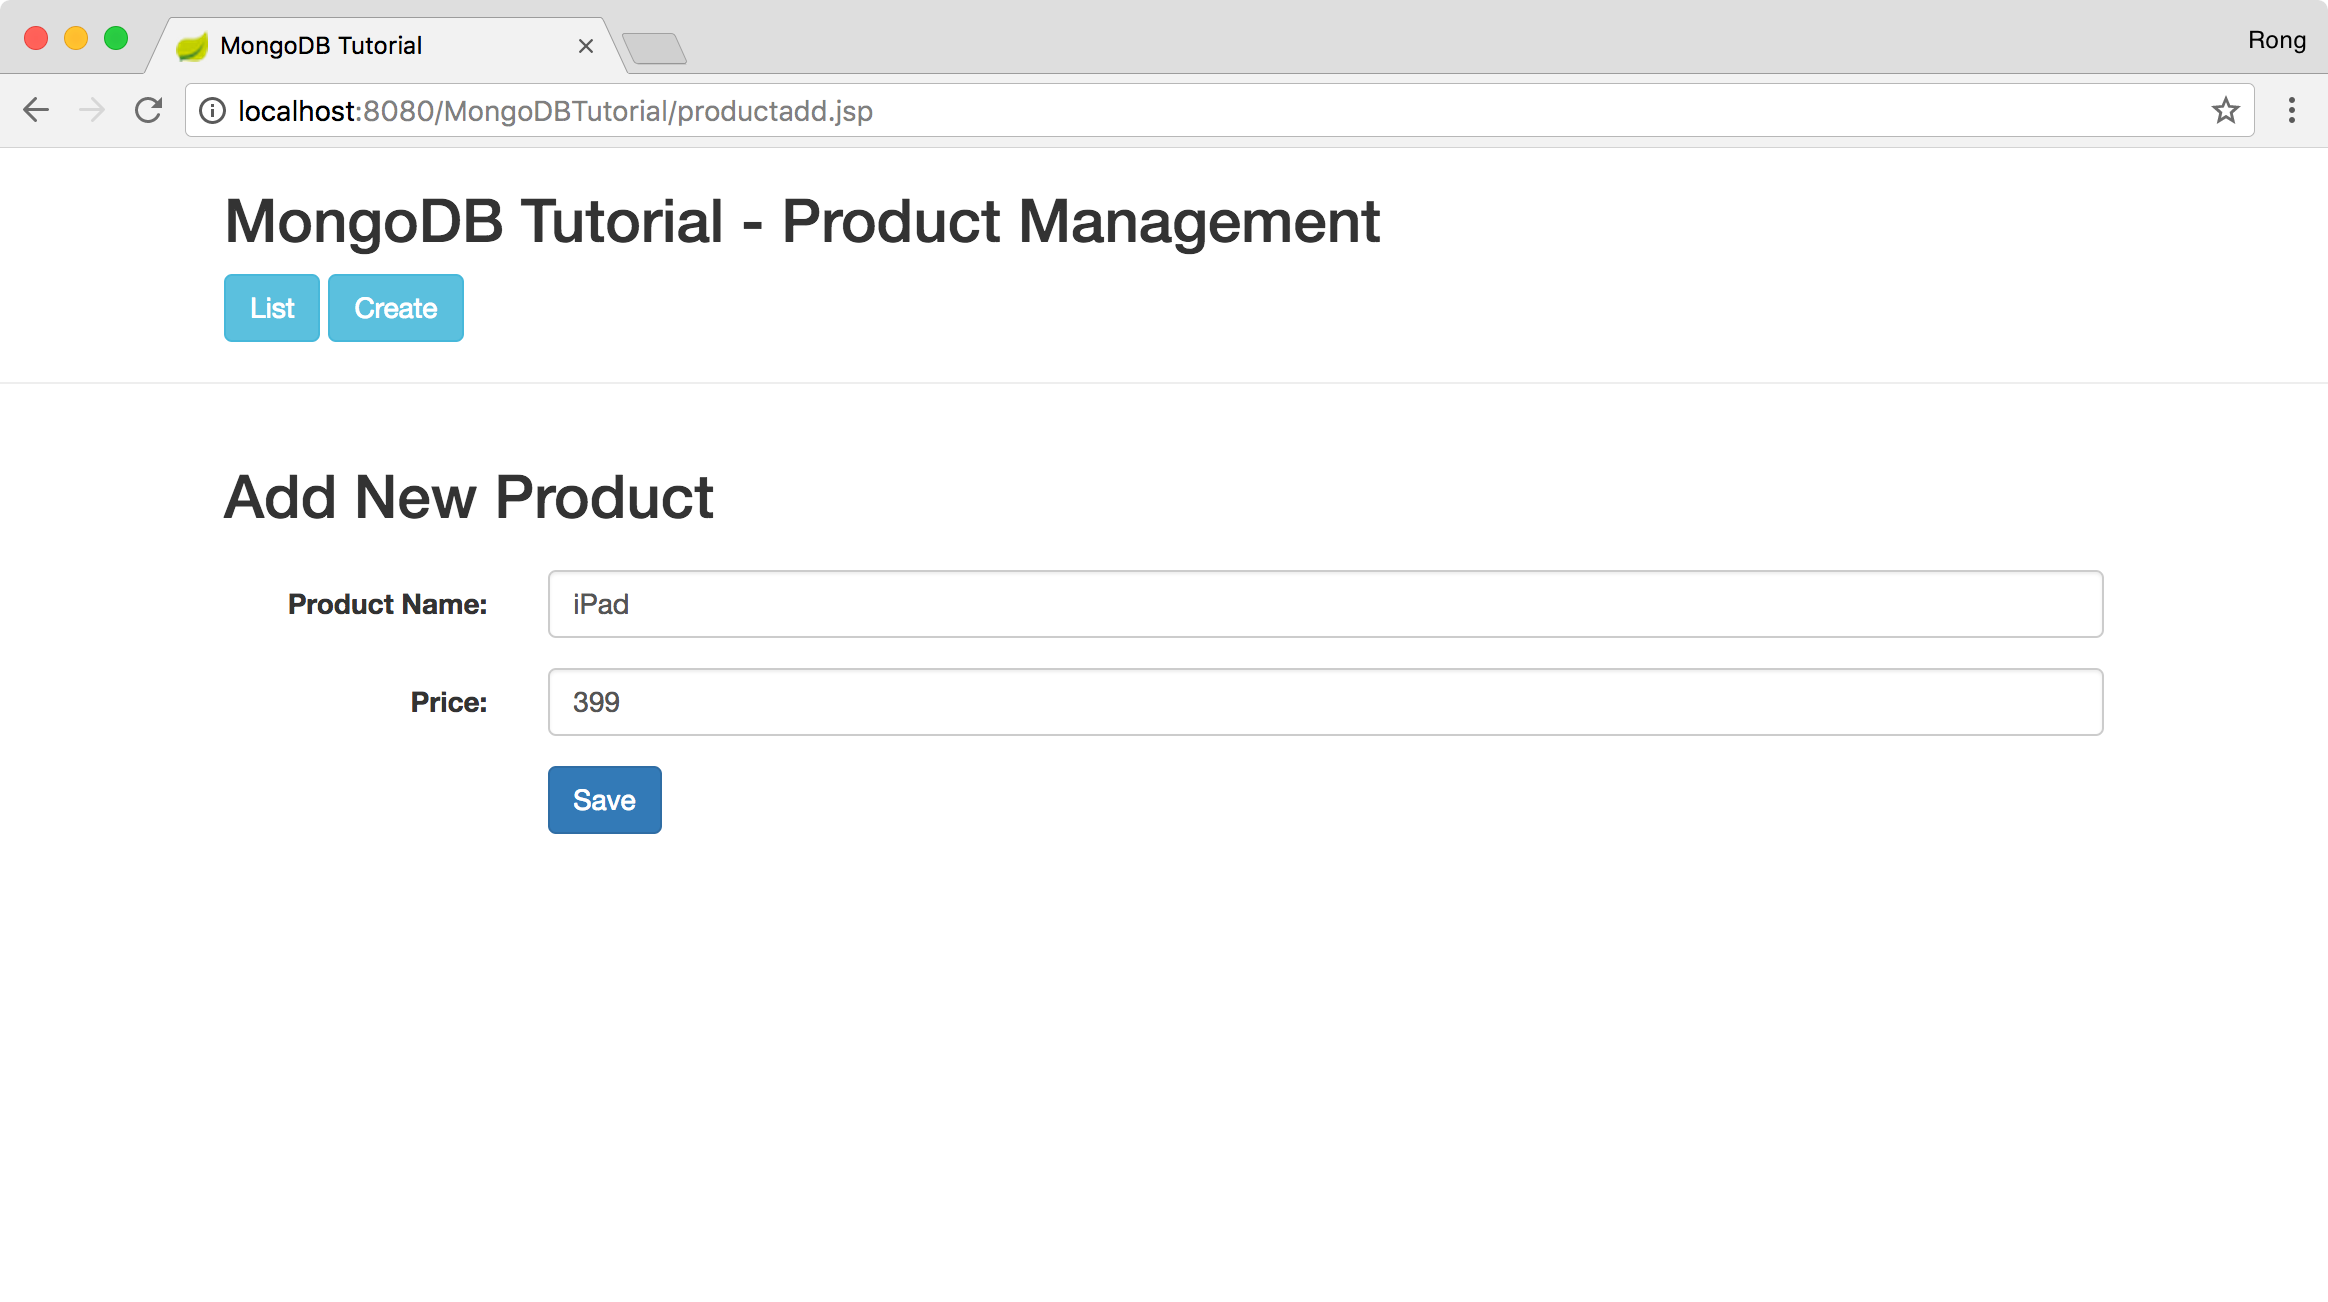 MongoDB Tutorial
Rong
localhost:8080/MongoDBTutorial/productadd.jsp
MongoDB Tutorial - Product Management
List Create
Add New Product
Product Name: iPad
Price: 399
Save